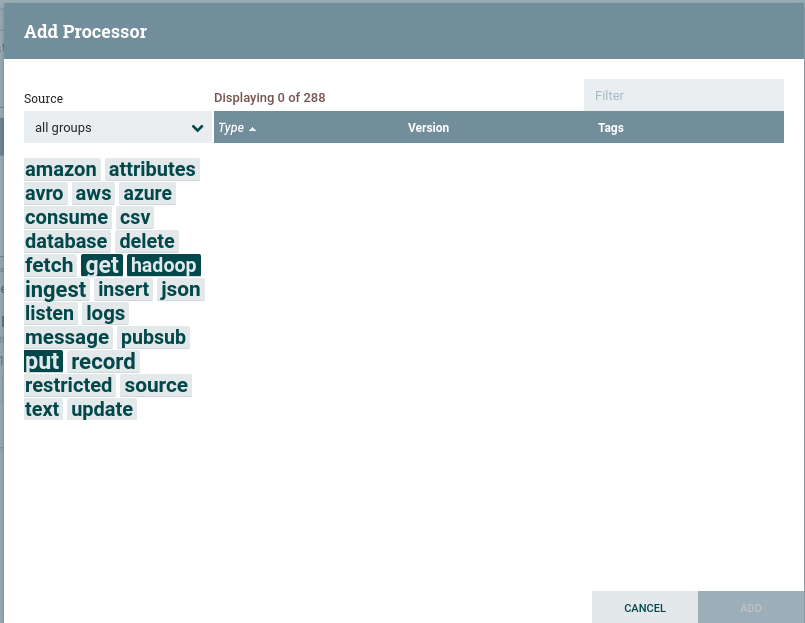 Add Processor
Source
Displaying 0 of 288
Filter
all groups
Type Version Tags
amazon attributes
avro aws azure
consume csv
database delete
fetch get hadoop
ingest insert json
listen logs
message pubsub
put record
restricted source
text update
CANCEL ADD